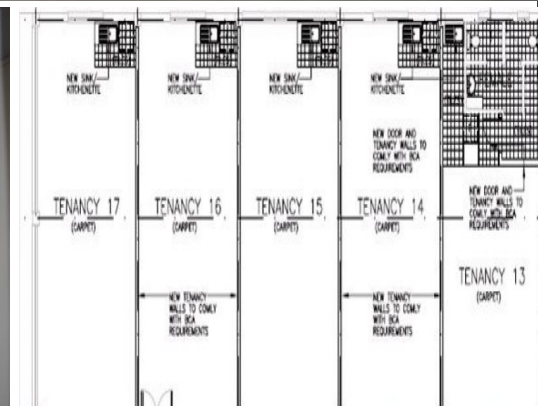 NEW SINK/
KITCHENETTE
NEW SINK/
KITCHENETTE
NEW SINK/
KITCHENETTE
NEW SINK/
KITCHENETTE
NEW DOOR AND
TENANCY WALLS TO
COMLY WITH BCA
REQUIREMENTS
NEW DOOR AND
TENANCY WALLS TO
COMLY WITH BCA
REQUIREMENTS
TENANCY 17
(CARPET)
TENANCY 16
(CARPET)
TENANCY 15
(CARPET)
TENANCY 14
(CARPET)
TENANCY 13
(CARPET)
NEW TENANCY
WALLS TO COMLY
WITH BCA
REQUIREMENTS
NEW TENANCY
WALLS TO COMLY
WITH BCA
REQUIREMENTS